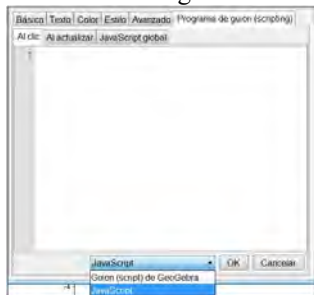 Básico Texto Color Estilo Avanzado Programa de guion (scripting)
Al clic Al actualizar JavaScript global
1
JavaScript OK Cancelar
Guion (script) de GeoGebra
JavaScript